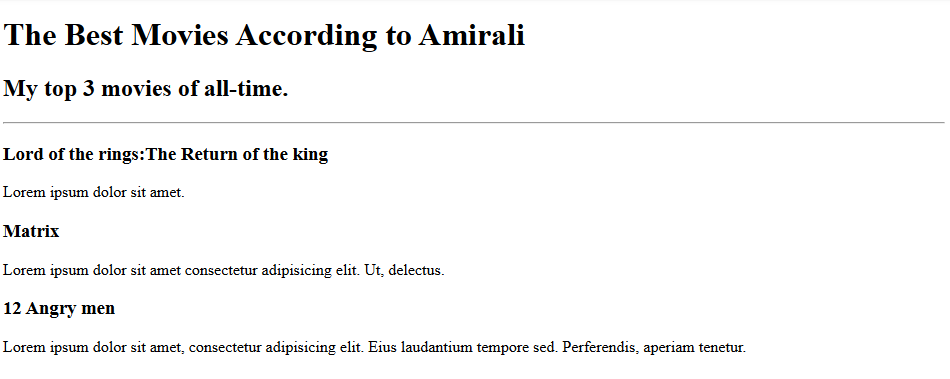 The Best Movies According to Amirali
My top 3 movies of all-time.
Lord of the rings:The Return of the king
Lorem ipsum dolor sit amet.
Matrix
Lorem ipsum dolor sit amet consectetur adipisicing elit. Ut, delectus.
12 Angry men
Lorem ipsum dolor sit amet, consectetur adipisicing elit. Eius laudantium tempore sed. Perferendis, aperiam tenetur.